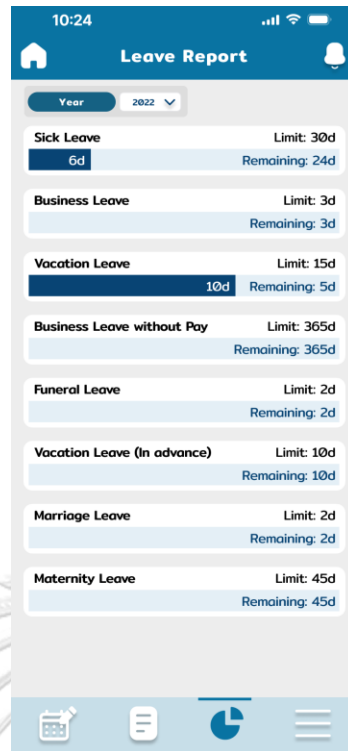 10:24
Leave Report
Year 2022
Sick Leave Limit: 30d
6d Remaining: 24d
Business Leave Limit: 3d
Remaining: 3d
Vacation Leave Limit: 15d
10d Remaining: 5d
Business Leave without Pay Limit: 365d
Remaining: 365d
Funeral Leave Limit: 2d
Remaining: 2d
Vacation Leave (In advance) Limit: 10d
Remaining: 10d
Marriage Leave Limit: 2d
Remaining: 2d
Maternity Leave Limit: 45d
Remaining: 45d